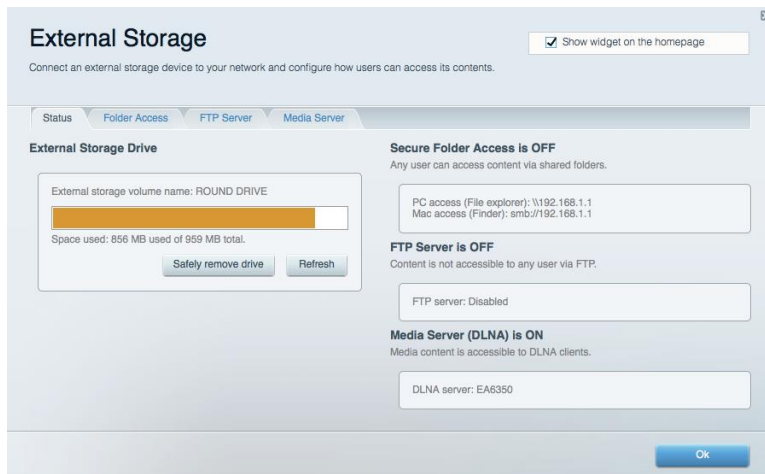 External Storage
Show widget on the homepage
Connect an external storage device to your network and configure how users can access its contents.
Status
Folder Access
FTP Server
Media Server
External Storage Drive
External storage volume name: ROUND DRIVE
Space used: 856 MB used of 959 MB total.
Safely remove drive
Refresh
Secure Folder Access is OFF
Any user can access content via shared folders.
PC access (File explorer): \\192.168.1.1
Mac access (Finder): smb://192.168.1.1
FTP Server is OFF
Content is not accessible to any user via FTP.
FTP server: Disabled
Media Server (DLNA) is ON
Media content is accessible to DLNA clients.
DLNA server: EA6350
Ok